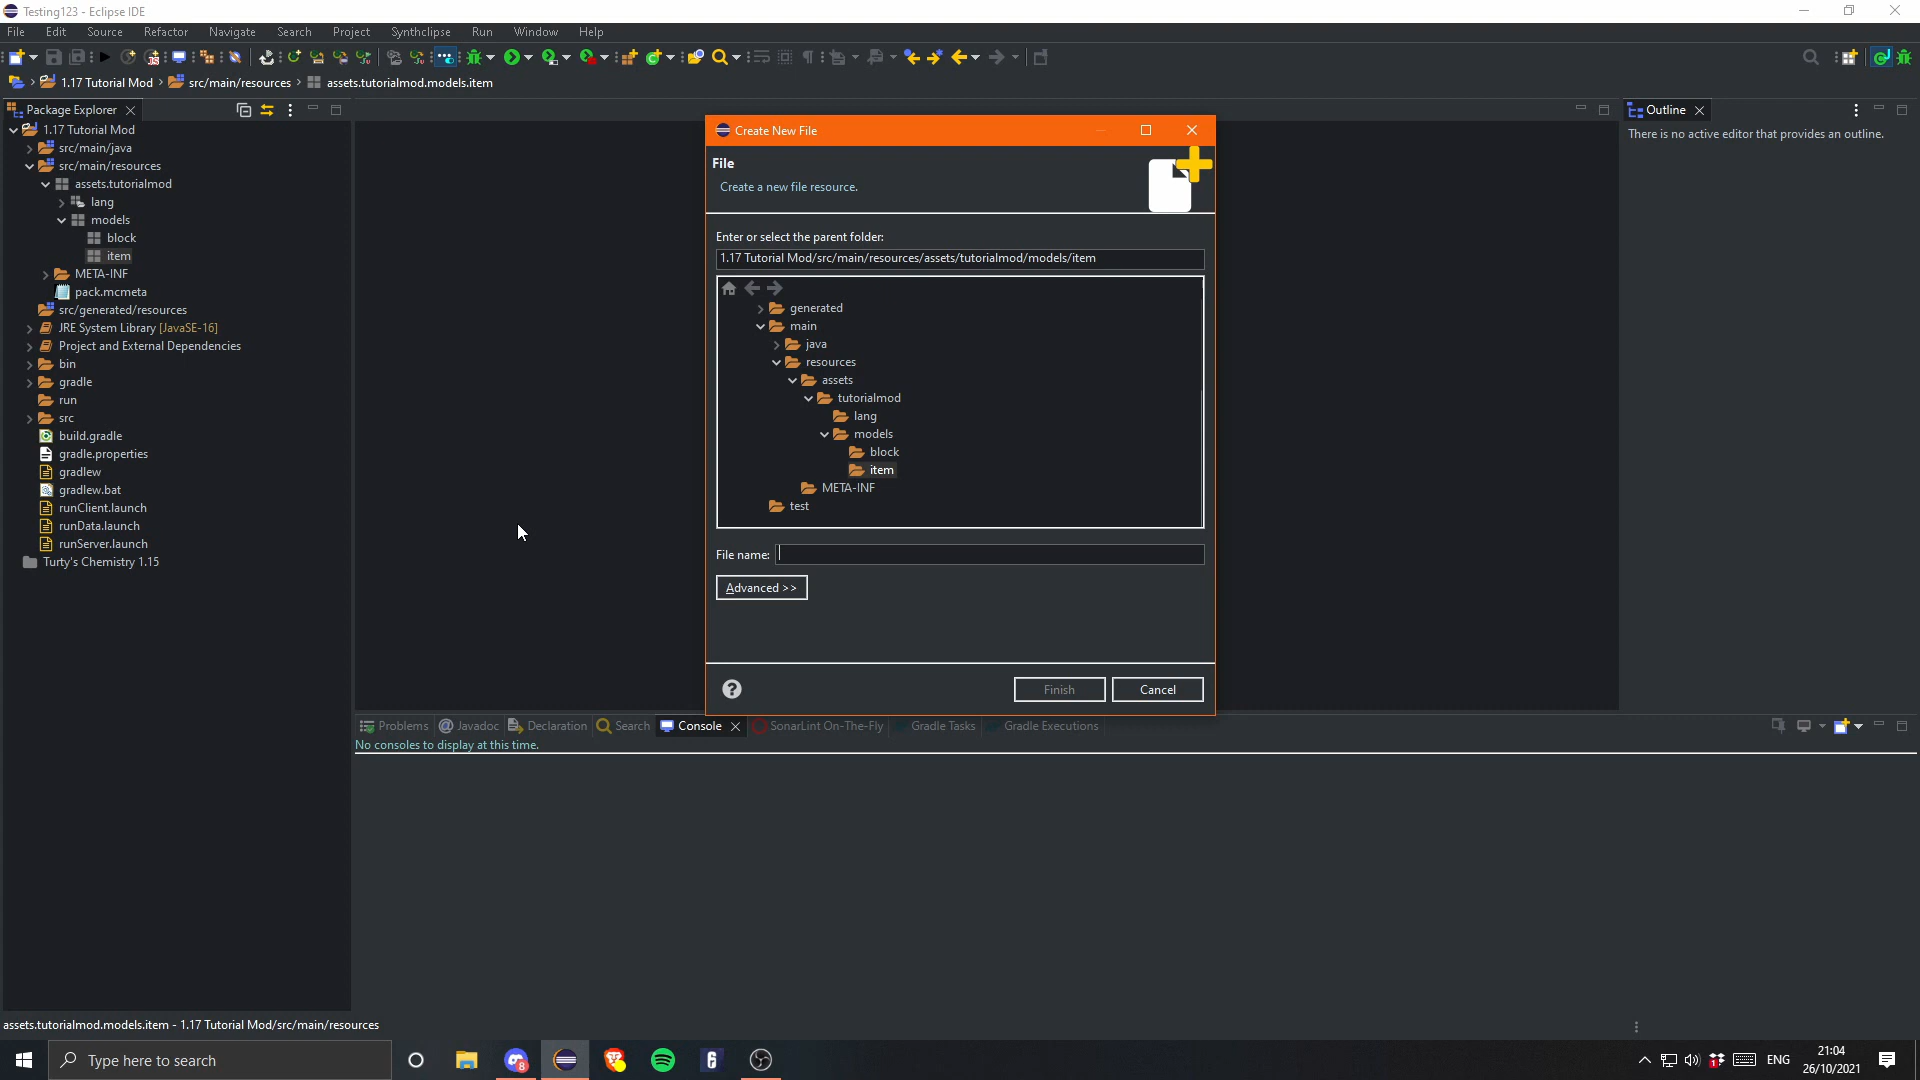 Testing123 - Eclipse IDE
File Edit Source Refactor Navigate Search Project Synthclipse Run Window Help
1.17 Tutorial Mod src/main/resources assets.tutorialmod.models.item
Package Explorer
1.17 Tutorial Mod
src/main/java
src/main/resources
assets.tutorialmod
lang
models
block
item
META-INF
pack.mcmeta
src/generated/resources
JRE System Library [JavaSE-16]
Project and External Dependencies
bin
gradle
run
src
build.gradle
gradle.properties
gradlew
gradlew.bat
runClient.launch
runData.launch
runServer.launch
Turty's Chemistry 1.15
Create New File
File
Create a new file resource.
Enter or select the parent folder:
1.17 Tutorial Mod/src/main/resources/assets/tutorialmod/models/item
generated
main
java
resources
assets
tutorialmod
lang
models
block
item
META-INF
test
File name:
Advanced >>
Finish Cancel
Outline
There is no active editor that provides an outline.
Problems Javadoc Declaration Search Console SonarLint On-The-Fly Gradle Tasks Gradle Executions
No consoles to display at this time.
assets.tutorialmod.models.item - 1.17 Tutorial Mod/src/main/resources
Type here to search
8
ENG
21:04
26/10/2021